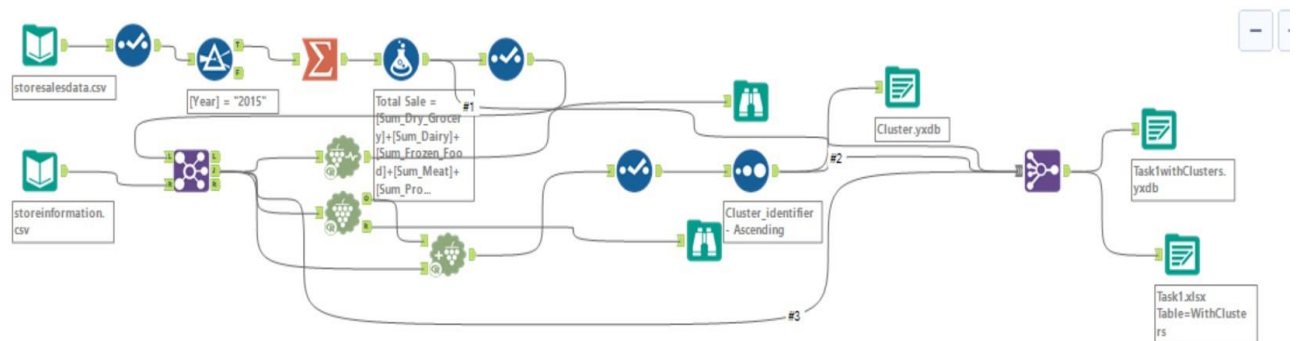 storesalesdata.csv
[Year] = "2015"
Total Sale =
[Sum_Dry_Grocer
y]+[Sum_Dairy]+
[Sum_Frozen_Foo
d]+[Sum_Meat]+
[Sum_Pro...
#1
Cluster.yxdb
#2
Task1withClusters.
yxdb
storeinformation.
csv
Cluster_identifier
- Ascending
Task1.xlsx
Table=WithCluste
rs
#3